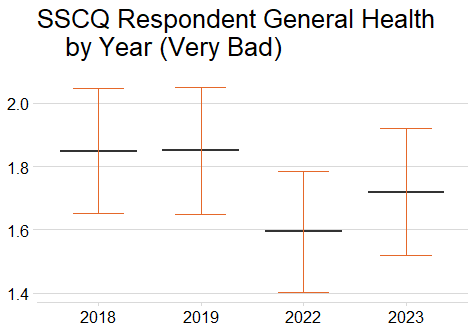 SSCQ Respondent General Health
by Year (Very Bad)
2.0
1.8
1.6
1.4
2018 2019 2022 2023